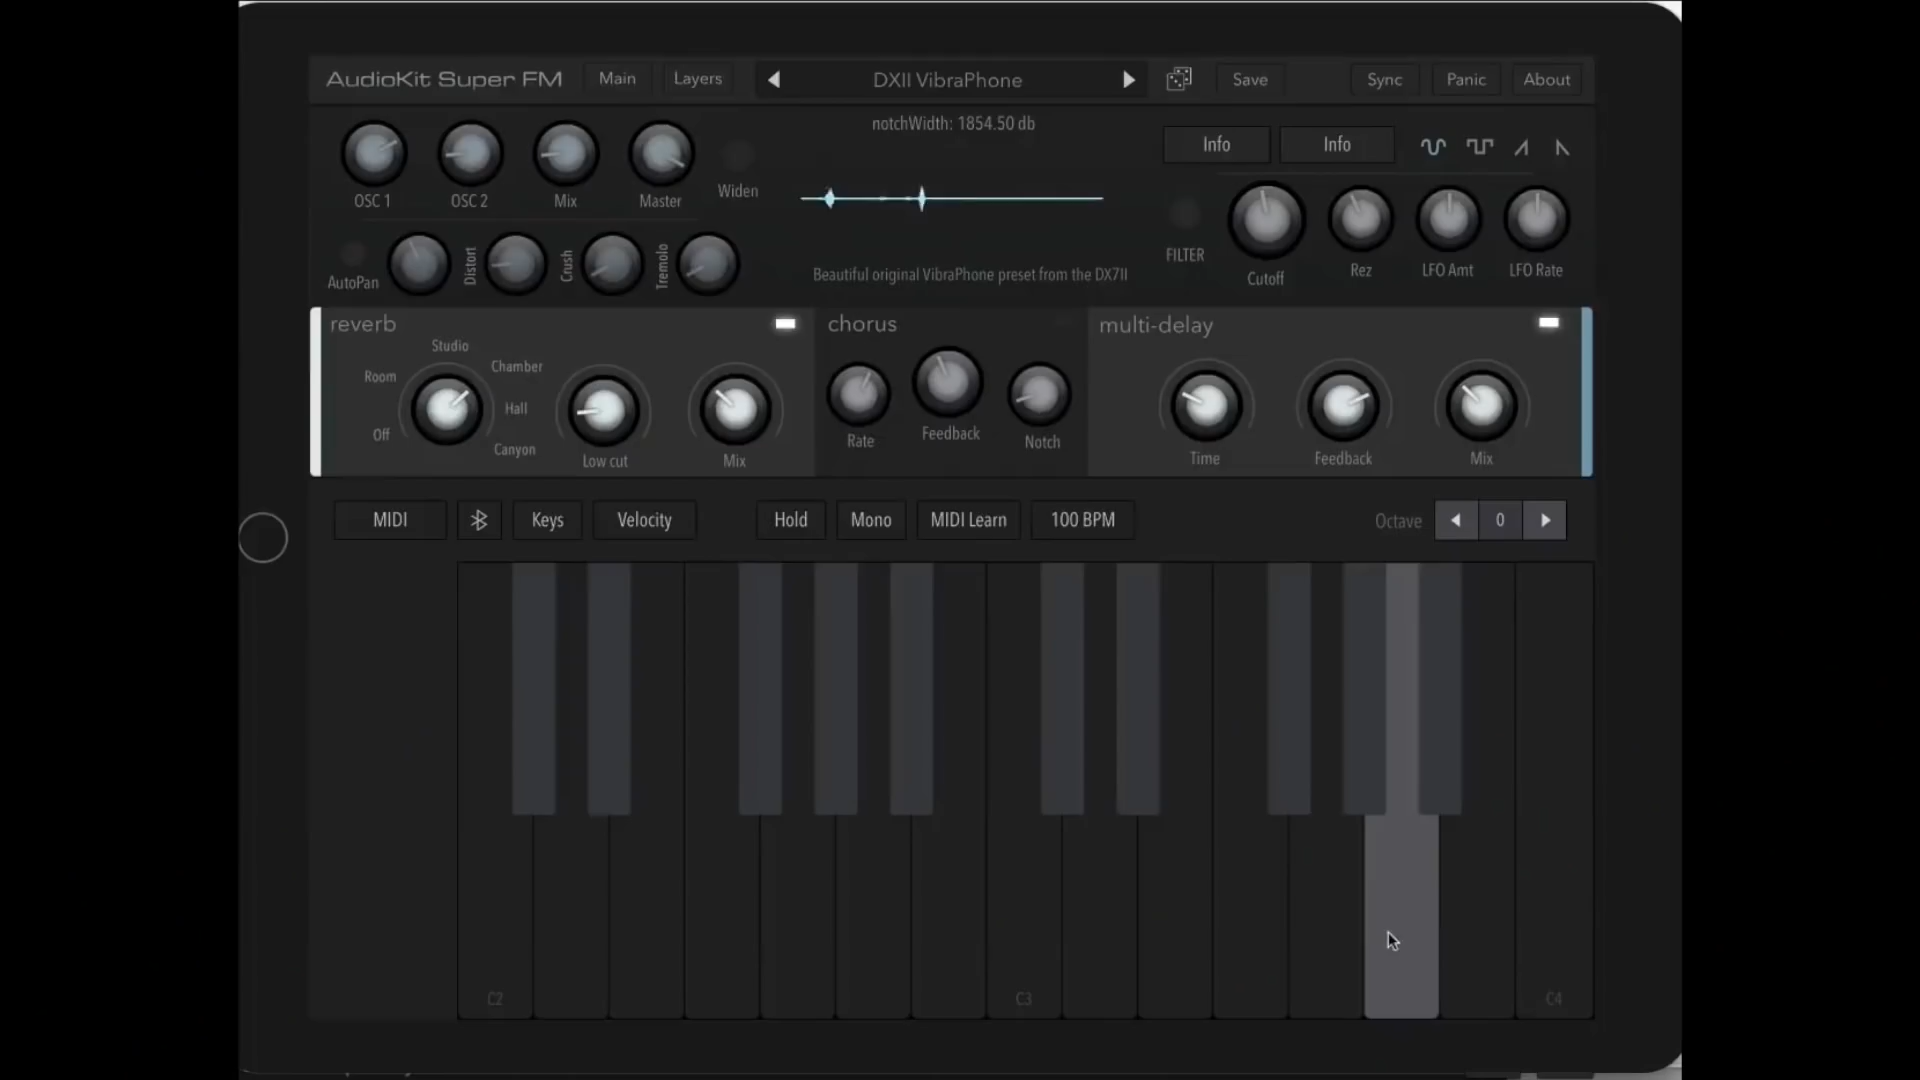 AudioKit Super FM
Main
Layers
DXII VibraPhone
Save
Sync
Panic
About
notchWidth: 1854.50 db
OSC 1
OSC 2
Mix
Master
Widen
Info
Info
FILTER
Cutoff
Rez
LFO Amt
LFO Rate
AutoPan
Distort
Crush
Tremolo
Beautiful original VibraPhone preset from the DX7II
reverb
Studio
Room
Chamber
Hall
Off
Canyon
Low cut
Mix
chorus
Rate
Feedback
Notch
multi-delay
Time
Feedback
Mix
MIDI
Keys
Velocity
Hold
Mono
MIDI Learn
100 BPM
Octave
0
C2
C3
C4